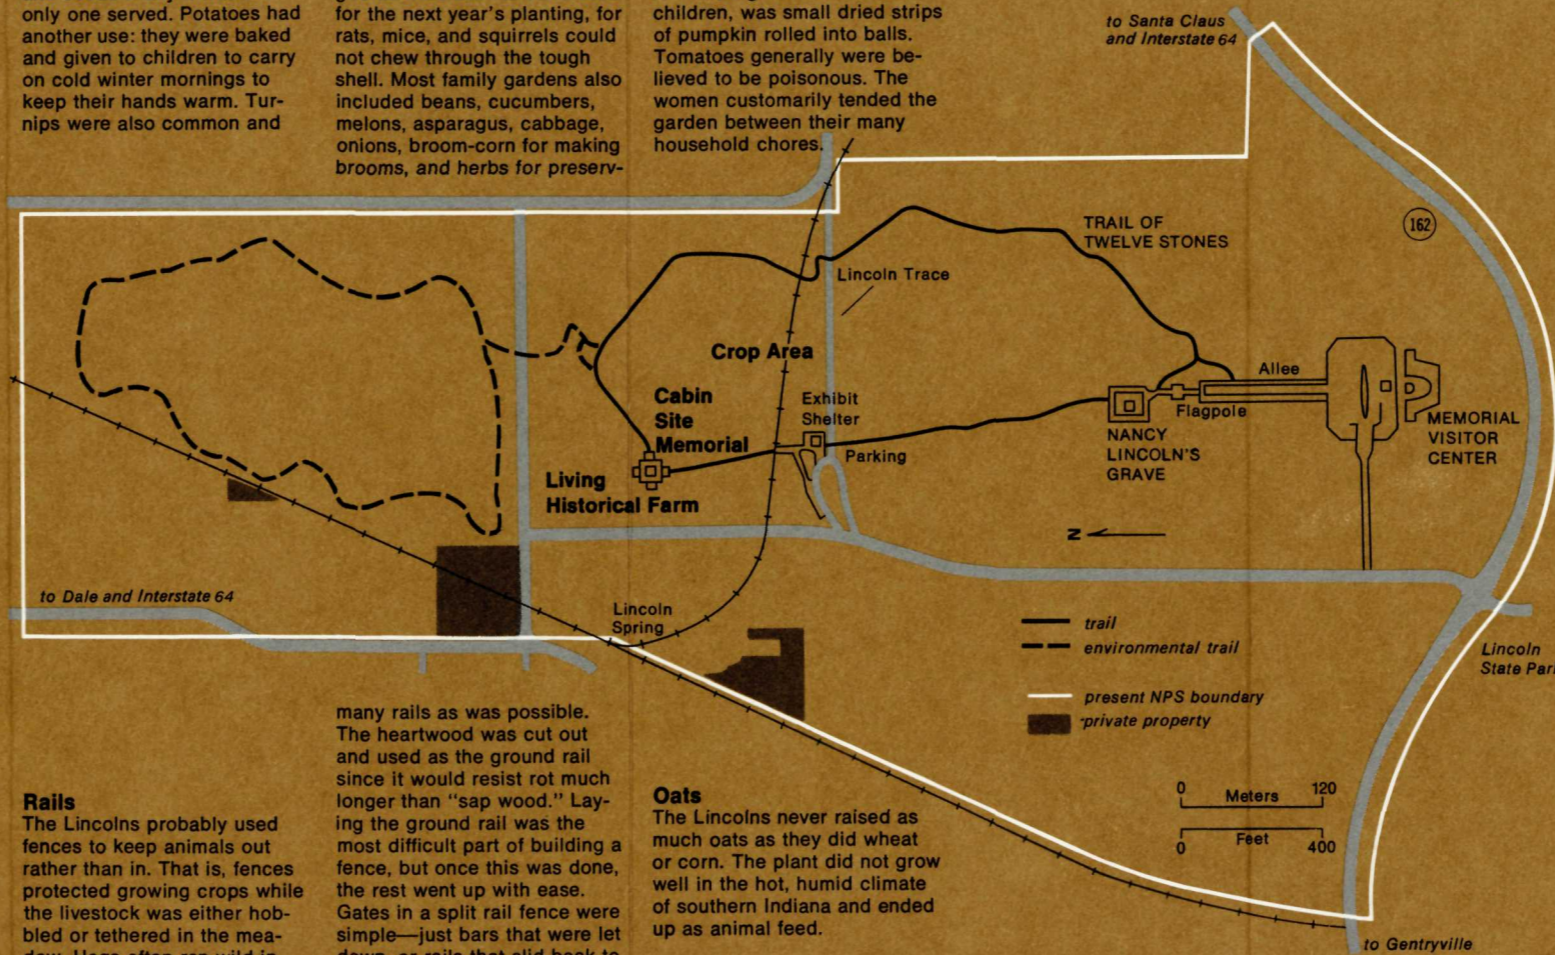 only one served. Potatoes had
another use: they were baked
and given to children to carry
on cold winter mornings to
keep their hands warm. Tur-
nips were also common and
for the next year's planting, for
rats, mice, and squirrels could
not chew through the tough
shell. Most family gardens also
included beans, cucumbers,
melons, asparagus, cabbage,
onions, broom-corn for making
brooms, and herbs for preserv-
children, was small dried strips
of pumpkin rolled into balls.
Tomatoes generally were be-
lieved to be poisonous. The
women customarily tended the
garden between their many
household chores.
to Santa Claus
and Interstate 64
162
TRAIL OF
TWELVE STONES
Lincoln Trace
Crop Area
Cabin
Site
Memorial
Exhibit
Shelter
Parking
Living
Historical Farm
Allee
Flagpole
NANCY
LINCOLN'S
GRAVE
MEMORIAL
VISITOR
CENTER
N
to Dale and Interstate 64
Lincoln
Spring
trail
environmental trail
present NPS boundary
private property
Lincoln
State Par
0 120
Meters
Feet
0 400
to Gentryville
Rails
The Lincolns probably used
fences to keep animals out
rather than in. That is, fences
protected growing crops while
the livestock was either hob-
bled or tethered in the mea-
dow. Hogs often ran wild in
many rails as was possible.
The heartwood was cut out
and used as the ground rail
since it would resist rot much
longer than "sap wood." Lay-
ing the ground rail was the
most difficult part of building a
fence, but once this was done,
the rest went up with ease.
Gates in a split rail fence were
simple—just bars that were let
down, or rails that slid back to
Oats
The Lincolns never raised as
much oats as they did wheat
or corn. The plant did not grow
well in the hot, humid climate
of southern Indiana and ended
up as animal feed.